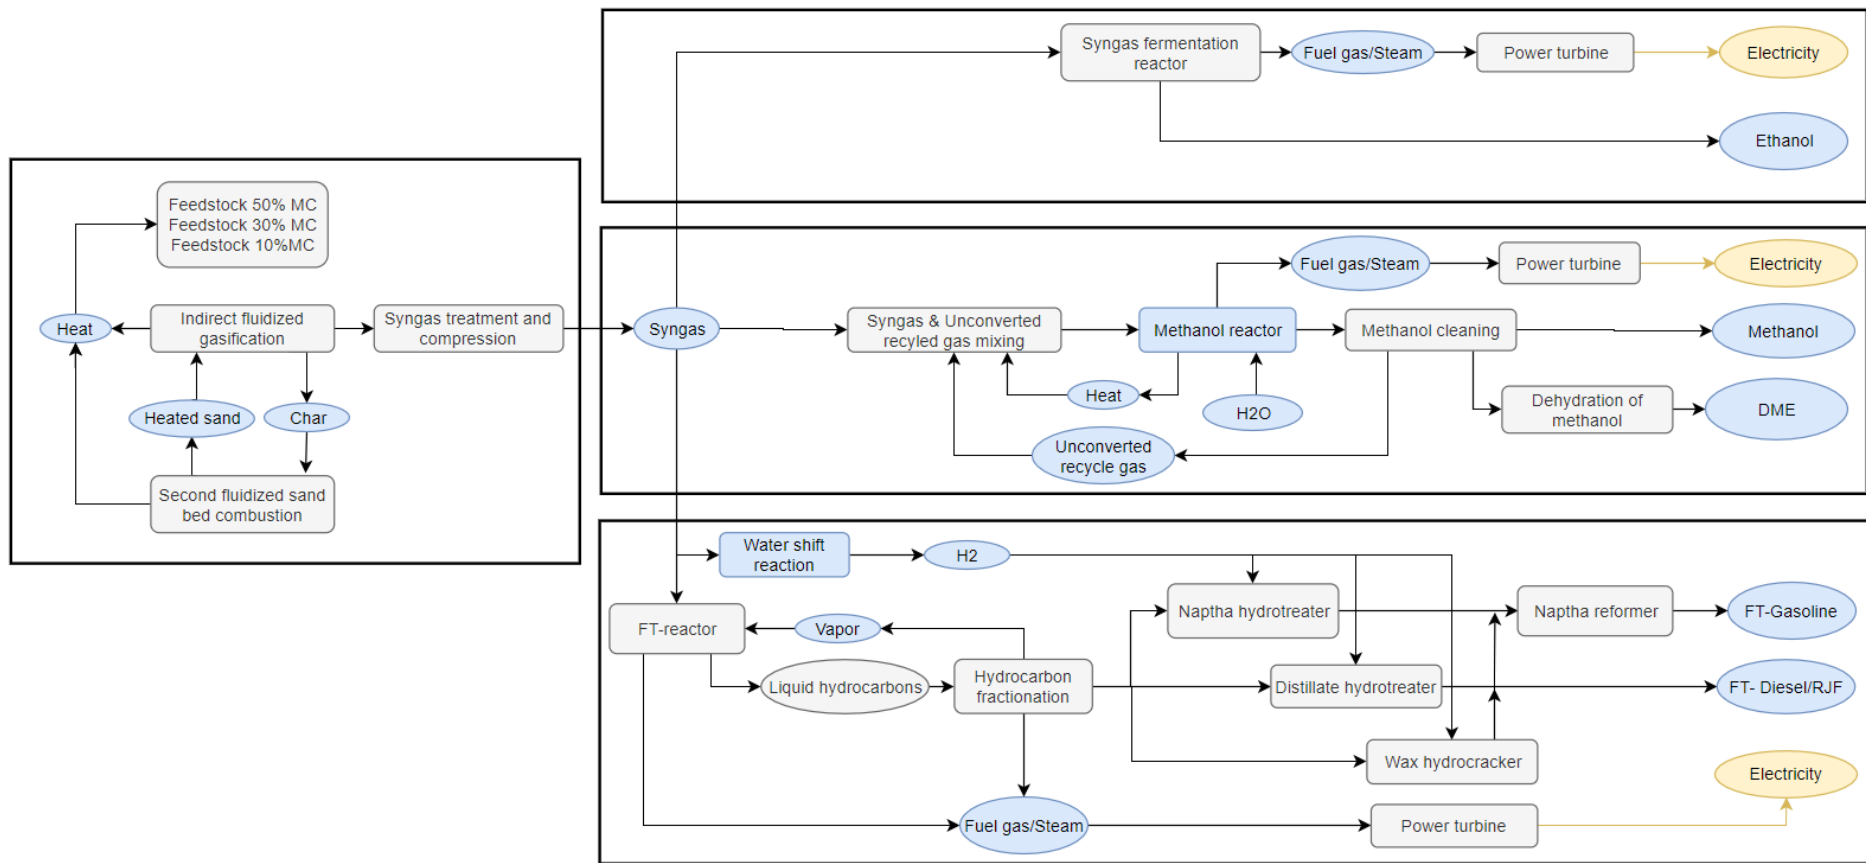 Syngas fermentation
reactor
Fuel gas/Steam
Power turbine
Electricity
Ethanol
Feedstock 50% MC
Feedstock 30% MC
Feedstock 10%MC
Heat
Indirect fluidized
gasification
Syngas treatment and
compression
Heated sand
Char
Second fluidized sand
bed combustion
Syngas
Fuel gas/Steam
Power turbine
Electricity
Syngas & Unconverted
recyled gas mixing
Methanol reactor
Methanol cleaning
Methanol
Heat
H2O
Dehydration of
methanol
DME
Unconverted
recycle gas
Water shift
reaction
H2
Naptha hydrotreater
Naptha reformer
FT-Gasoline
FT-reactor
Vapor
Liquid hydrocarbons
Hydrocarbon
fractionation
Distillate hydrotreater
FT- Diesel/RJF
Wax hydrocracker
Electricity
Fuel gas/Steam
Power turbine